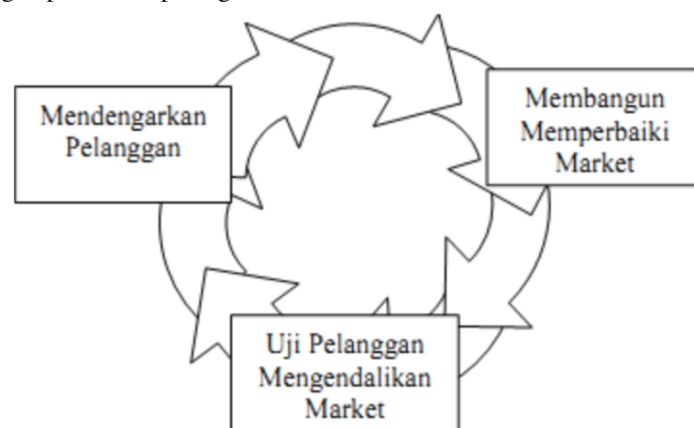 Mendengarkan
Pelanggan
Membangun
Memperbaiki
Market
Uji Pelanggan
Mengendalikan
Market